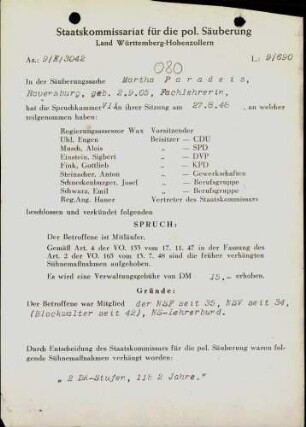 Staatskommissariat für die pol. Säuberung
Land Württemberg-Hohenzollern
Az.: 9/K/3042
L.: 9/690
080
In der Säuberungssache Martha Paradeis,
Ravensburg, geb. 2.9.05, Fachlehrerin,
hat die Spruchkammer VIA in ihrer Sitzung am 27.8.48, an welcher
teilgenommen haben:
Regierungsassessor Wax Vorsitzender
Uhl, Eugen Beisitzer — CDU
Maech, Alois „ — SPD
Einstein, Sigbert „ — DVP
Fink, Gottlieb „ — KPD
Steinacher, Anton „ — Gewerkschaften
Schneckenburger, Josef „ — Berufsgruppe
Schwarz, Emil „ — Berufsgruppe
Reg.Ang. Hauer Vertreter des Staatskommissars
beschlossen und verkündet folgenden
SPRUCH:
Der Betroffene ist Mitläufer.
Gemäß Art. 4 der VO. 133 vom 17. 11. 47 in der Fassung des
Art. 2 der VO. 165 vom 13. 7. 48 sind die früher verhängten
Sühnemaßnahmen aufgehoben.
Es wird eine Verwaltungsgebühr von DM 15,- erhoben.
Gründe:
Der Betroffene war Mitglied der NSF seit 35, NSV seit 34,
(Blockwalter seit 42), NS-Lehrerbund.
Durch Entscheidung des Staatskommissars für die pol. Säuberung waren fol-
gende Sühnemaßnahmen verhängt worden:
„2 DA-Stufen, 11b 2 Jahre."